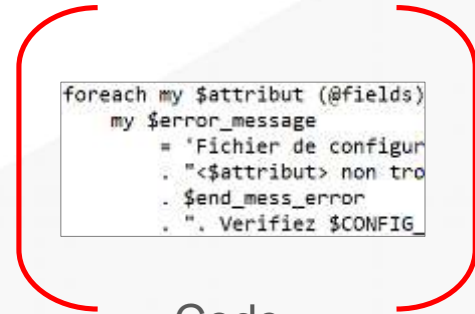 foreach my $attribut (@fields)
my $error_message
= 'Fichier de configur
. "<$attribut> non tro
. $end_mess_error
. ". Verifiez $CONFIG_
Code